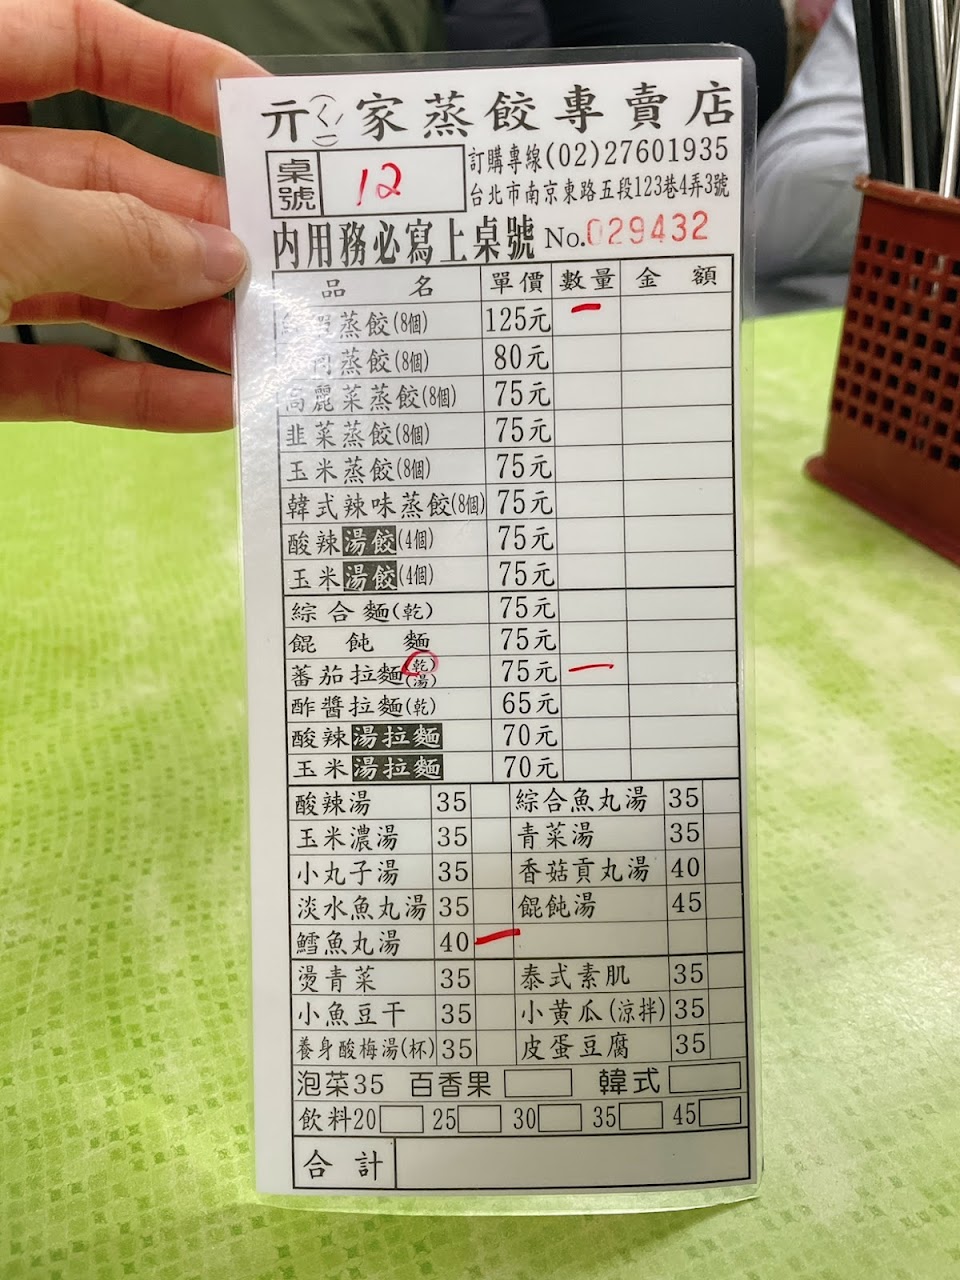 亓(ㄑㄧˊ)家蒸餃專賣店
桌號 12
訂購專線(02)27601935
台北市南京東路五段123巷4弄3號
內用務必寫上桌號 No.029432
品名 單價 數量 金額
蒸餃(8個) 125元 一
蒸餃(8個) 80元
高麗菜蒸餃(8個) 75元
韭菜蒸餃(8個) 75元
玉米蒸餃(8個) 75元
韓式辣味蒸餃(8個) 75元
酸辣湯餃(4個) 75元
玉米湯餃(4個) 75元
綜合麵(乾) 75元
餛飩麵 75元
蕃茄拉麵(乾)(湯) 75元 一
酢醬拉麵(乾) 65元
酸辣湯拉麵 70元
玉米湯拉麵 70元
酸辣湯 35 綜合魚丸湯 35
玉米濃湯 35 青菜湯 35
小丸子湯 35 香菇貢丸湯 40
淡水魚丸湯 35 餛飩湯 45
鱈魚丸湯 40 一
燙青菜 35 泰式素肌 35
小魚豆干 35 小黃瓜(涼拌) 35
養身酸梅湯(杯) 35 皮蛋豆腐 35
泡菜35 百香果 韓式
飲料20 25 30 35 45
合計